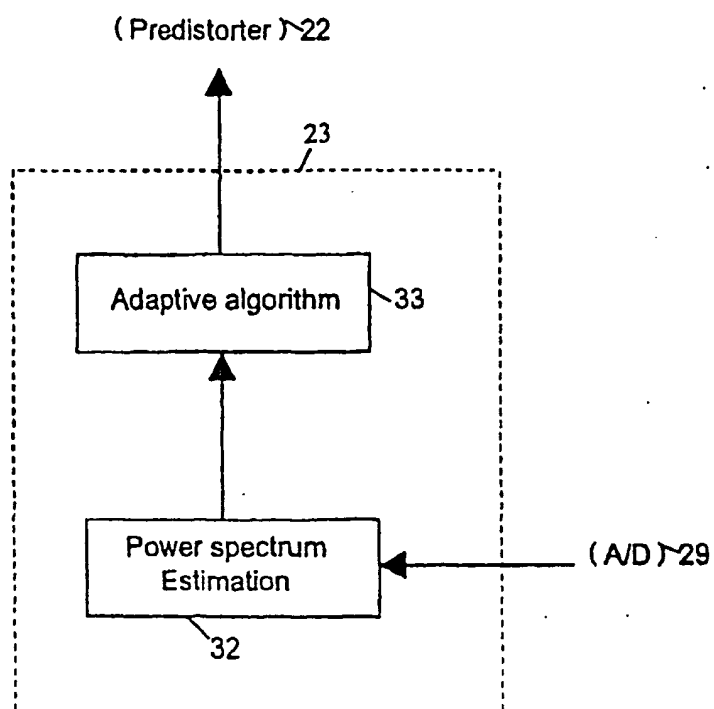 (Predistorter) 22
23
Adaptive algorithm
33
Power spectrum
Estimation
(A/D) 29
32